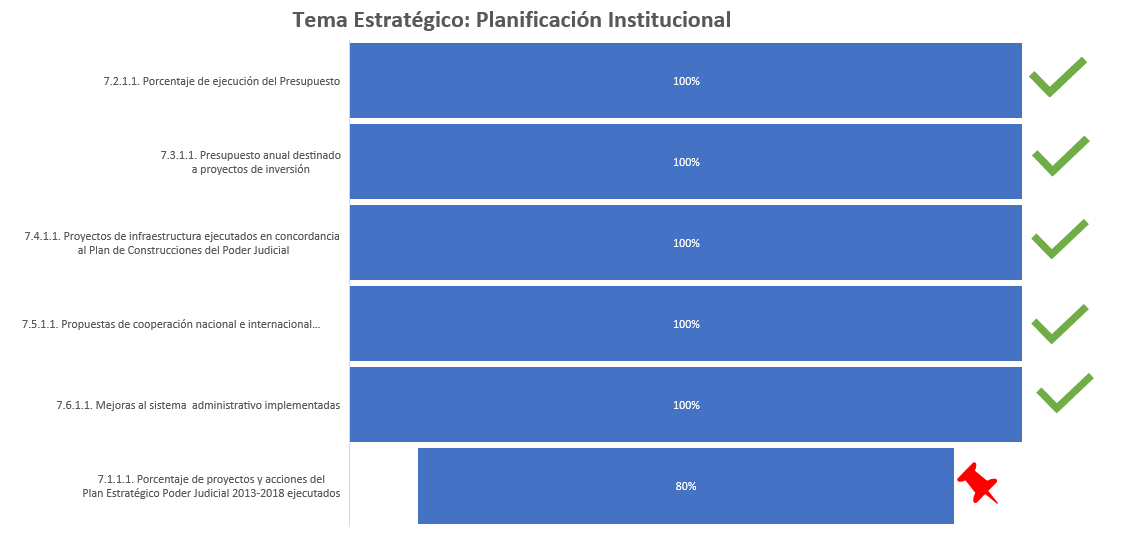 Tema Estratégico: Planificación Institucional
7.2.1.1. Porcentaje de ejecución del Presupuesto
100%
7.3.1.1. Presupuesto anual destinado
a proyectos de inversión
100%
7.4.1.1. Proyectos de infraestructura ejecutados en concordancia
al Plan de Construcciones del Poder Judicial
100%
7.5.1.1. Propuestas de cooperación nacional e internacional...
100%
7.6.1.1. Mejoras al sistema administrativo implementadas
100%
7.1.1.1. Porcentaje de proyectos y acciones del
Plan Estratégico Poder Judicial 2013-2018 ejecutados
80%